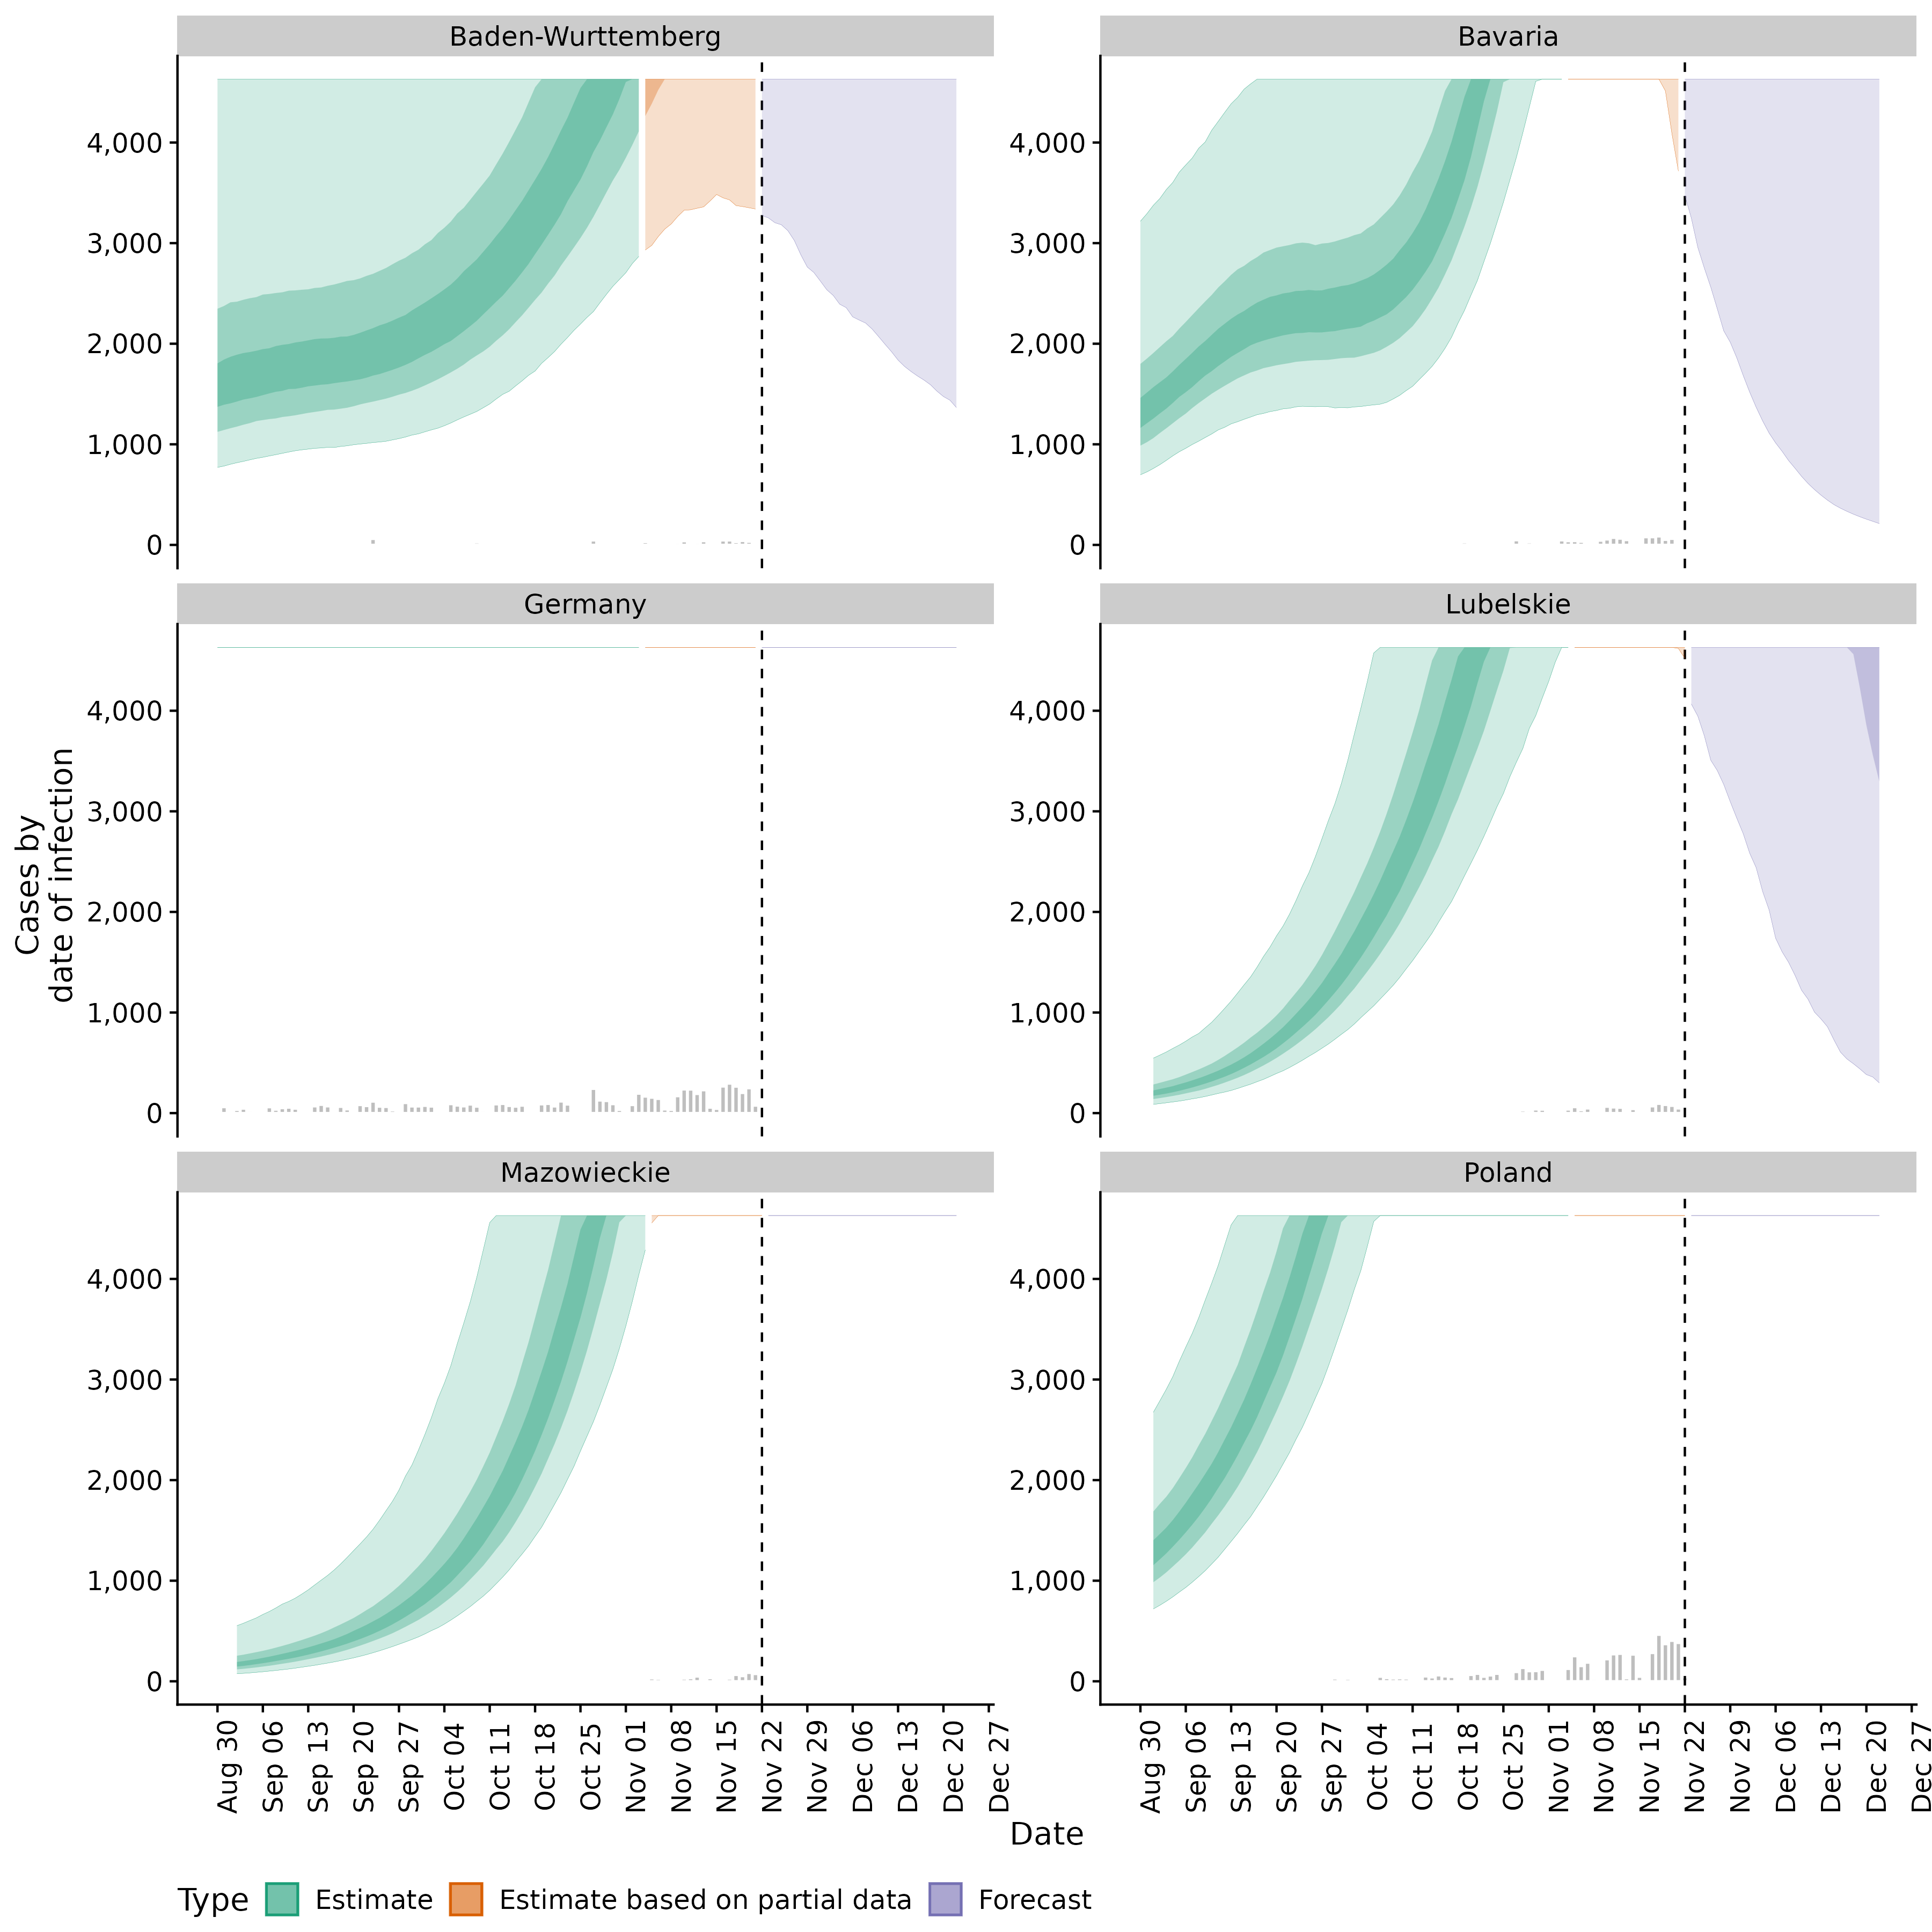 Baden-Wurttemberg
Bavaria
4,000
3,000
2,000
1,000
0
4,000
3,000
2,000
1,000
0
Germany
Lubelskie
Cases by
date of infection
4,000
3,000
2,000
1,000
0
4,000
3,000
2,000
1,000
0
Mazowieckie
Poland
4,000
3,000
2,000
1,000
0
4,000
3,000
2,000
1,000
0
Aug 30
Sep 06
Sep 13
Sep 20
Sep 27
Oct 04
Oct 11
Oct 18
Oct 25
Nov 01
Nov 08
Nov 15
Nov 22
Nov 29
Dec 06
Dec 13
Dec 20
Dec 27
Aug 30
Sep 06
Sep 13
Sep 20
Sep 27
Oct 04
Oct 11
Oct 18
Oct 25
Nov 01
Nov 08
Nov 15
Nov 22
Nov 29
Dec 06
Dec 13
Dec 20
Dec 27
Date
Type Estimate Estimate based on partial data Forecast